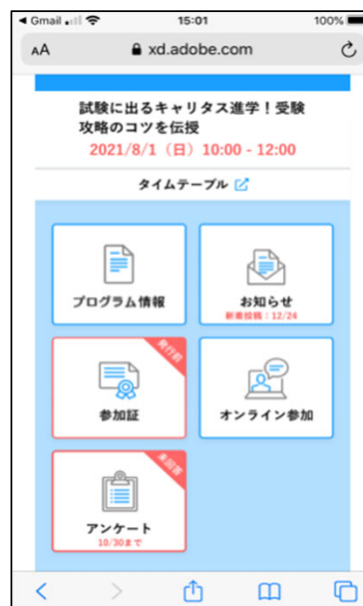 Gmail
15:01
100%
AA
xd.adobe.com
試験に出るキャリタス進学！受験
攻略のコツを伝授
2021/8/1（日）10:00 - 12:00
タイムテーブル
プログラム情報
お知らせ
新着投稿：12/24
発行前
参加証
オンライン参加
未回答
アンケート
10/30まで